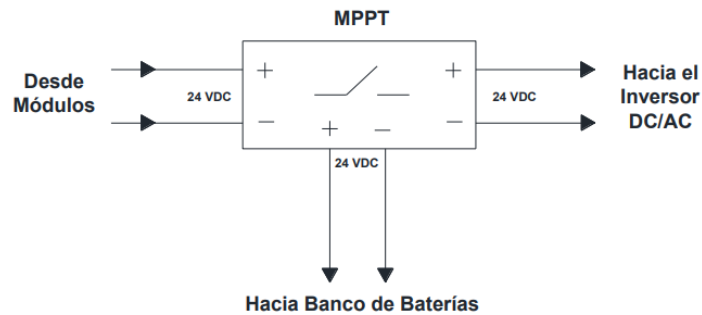 MPPT
Desde
Módulos
24 VDC
+
−
+
−
+
−
24 VDC
24 VDC
Hacia el
Inversor
DC/AC
Hacia Banco de Baterías